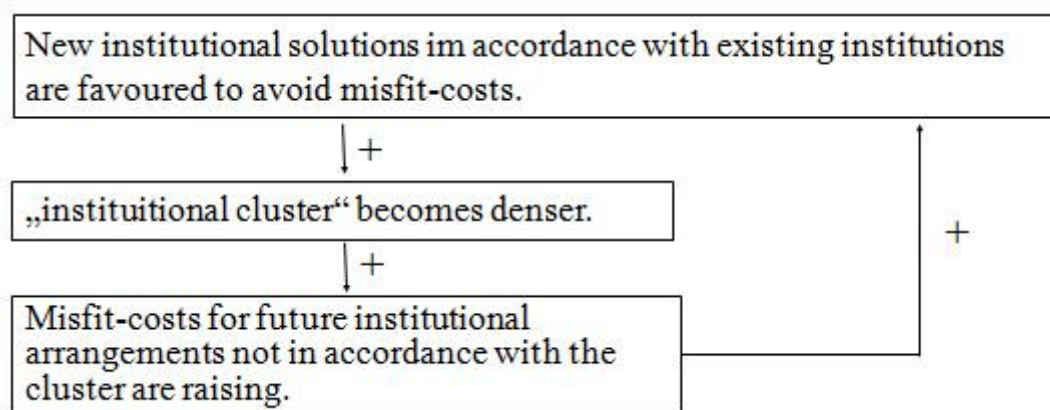 New institutional solutions im accordance with existing institutions
are favoured to avoid misfit-costs.
+
„instituitional cluster“ becomes denser.
+
+
Misfit-costs for future institutional
arrangements not in accordance with the
cluster are raising.